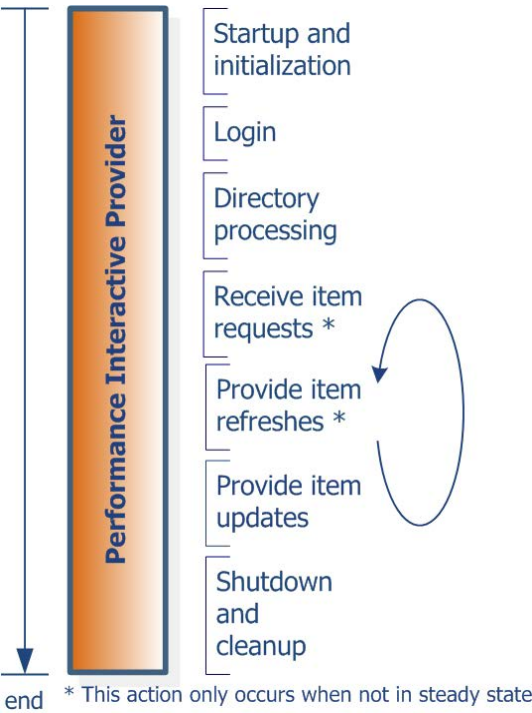 Performance Interactive Provider
Startup and
initialization
Login
Directory
processing
Receive item
requests *
Provide item
refreshes *
Provide item
updates
Shutdown
and
cleanup
end
* This action only occurs when not in steady state